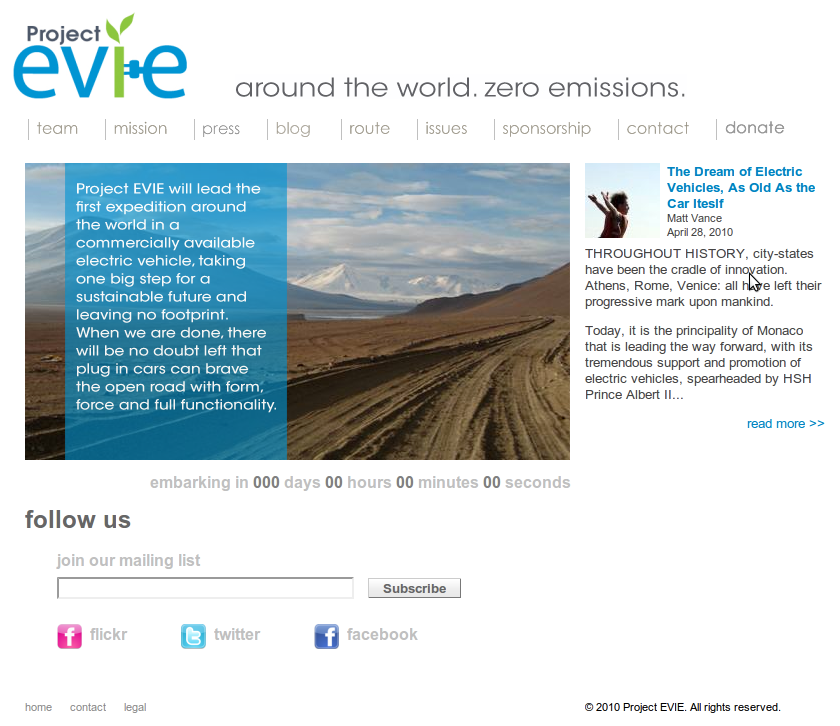 Project
evie
around the world. zero emissions.
team mission press blog route issues sponsorship contact donate
Project EVIE will lead the
first expedition around
the world in a
commercially available
electric vehicle, taking
one big step for a
sustainable future and
leaving no footprint.
When we are done, there
will be no doubt left that
plug in cars can brave
the open road with form,
force and full functionality.
The Dream of Electric
Vehicles, As Old As the
Car Iteslf
Matt Vance
April 28, 2010
THROUGHOUT HISTORY, city-states
have been the cradle of innovation.
Athens, Rome, Venice: all have left their
progressive mark upon mankind.
Today, it is the principality of Monaco
that is leading the way forward, with its
tremendous support and promotion of
electric vehicles, spearheaded by HSH
Prince Albert II...
read more >>
embarking in 000 days 00 hours 00 minutes 00 seconds
follow us
join our mailing list
Subscribe
flickr twitter facebook
home contact legal
© 2010 Project EVIE. All rights reserved.